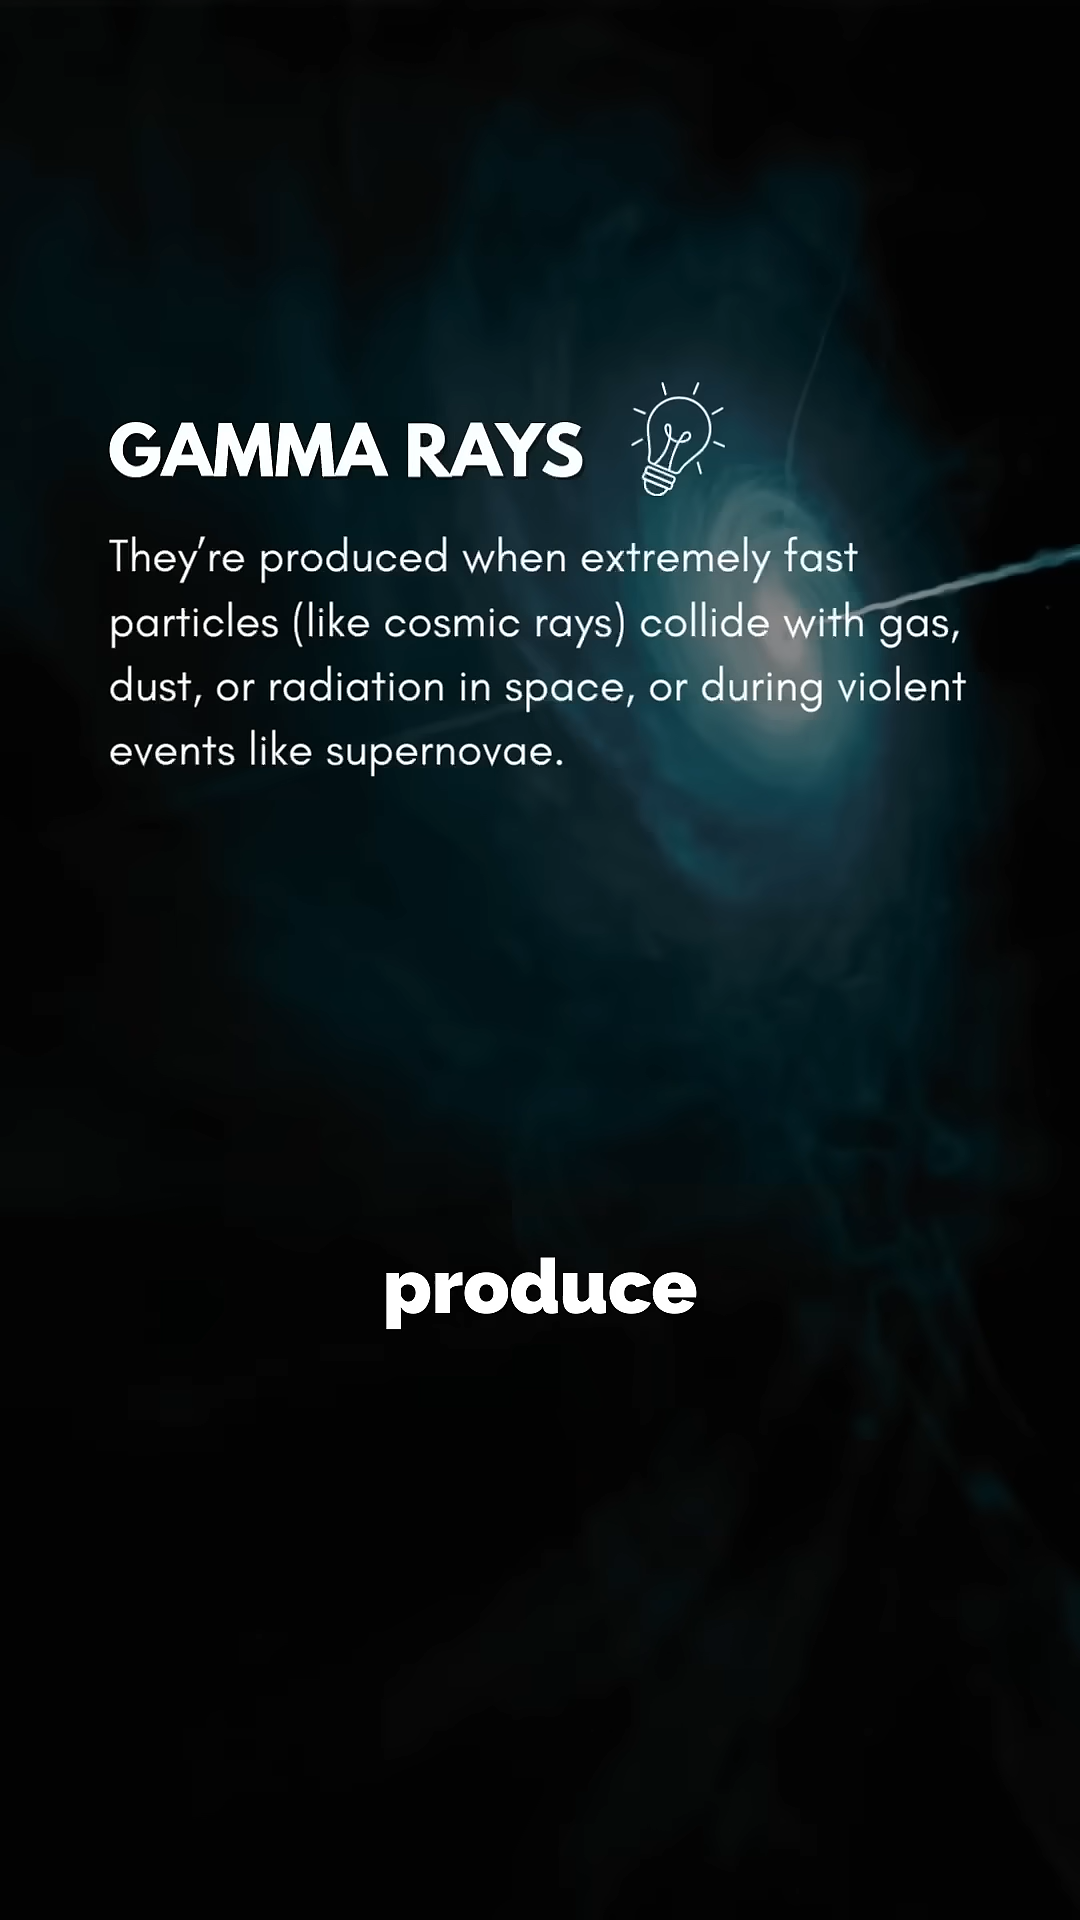 GAMMA RAYS
They’re produced when extremely fast
particles (like cosmic rays) collide with gas,
dust, or radiation in space, or during violent
events like supernovae.
produce